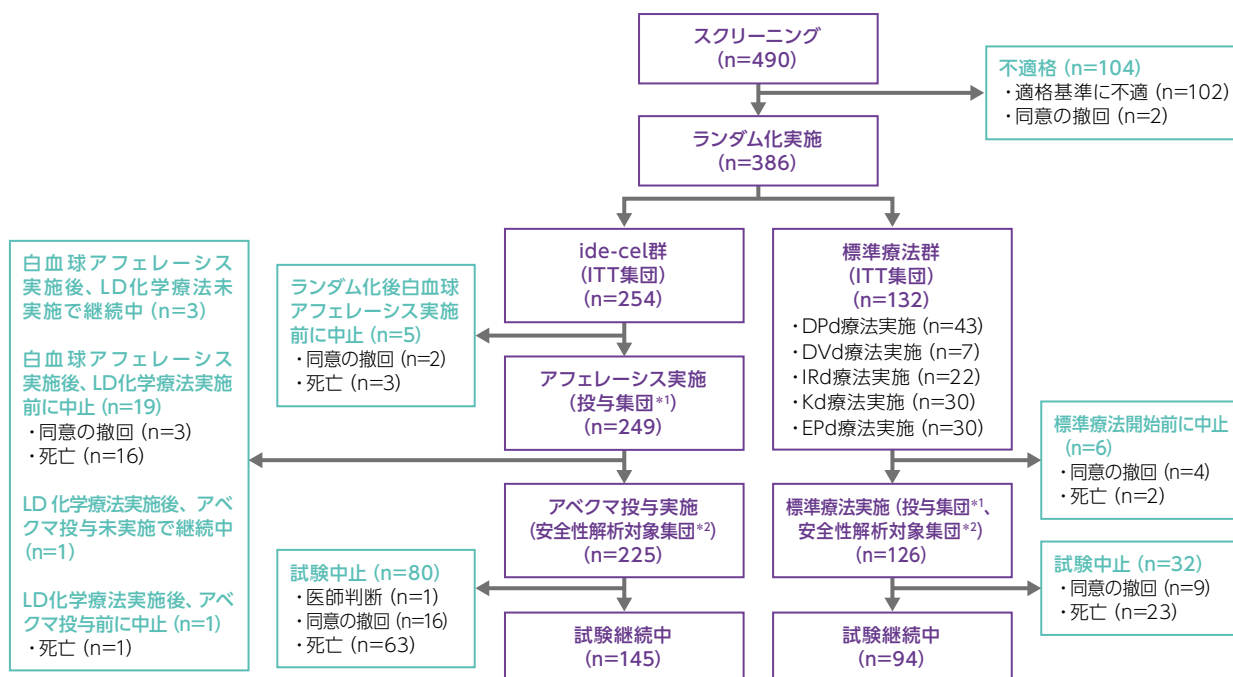 スクリーニング
(n=490)
不適格 (n=104)
・適格基準に不適 (n=102)
・同意の撤回 (n=2)
ランダム化実施
(n=386)
ide-cel群
(ITT集団)
(n=254)
標準療法群
(ITT集団)
(n=132)
・DPd療法実施 (n=43)
・DVd療法実施 (n=7)
・IRd療法実施 (n=22)
・Kd療法実施 (n=30)
・EPd療法実施 (n=30)
ランダム化後白血球
アフェレーシス実施
前に中止 (n=5)
・同意の撤回 (n=2)
・死亡 (n=3)
白血球アフェレーシス
実施後、LD化学療法未
実施で継続中 (n=3)
白血球アフェレーシス
実施後、LD化学療法実施
前に中止 (n=19)
・同意の撤回 (n=3)
・死亡 (n=16)
LD 化学療法実施後、アベ
クマ投与未実施で継続中
(n=1)
LD化学療法実施後、アベ
クマ投与前に中止 (n=1)
・死亡 (n=1)
アフェレーシス実施
(投与集団*1)
(n=249)
標準療法開始前に中止
(n=6)
・同意の撤回 (n=4)
・死亡 (n=2)
アベクマ投与実施
(安全性解析対象集団*2)
(n=225)
標準療法実施 (投与集団*1、
安全性解析対象集団*2)
(n=126)
試験中止 (n=80)
・医師判断 (n=1)
・同意の撤回 (n=16)
・死亡 (n=63)
試験中止 (n=32)
・同意の撤回 (n=9)
・死亡 (n=23)
試験継続中
(n=145)
試験継続中
(n=94)